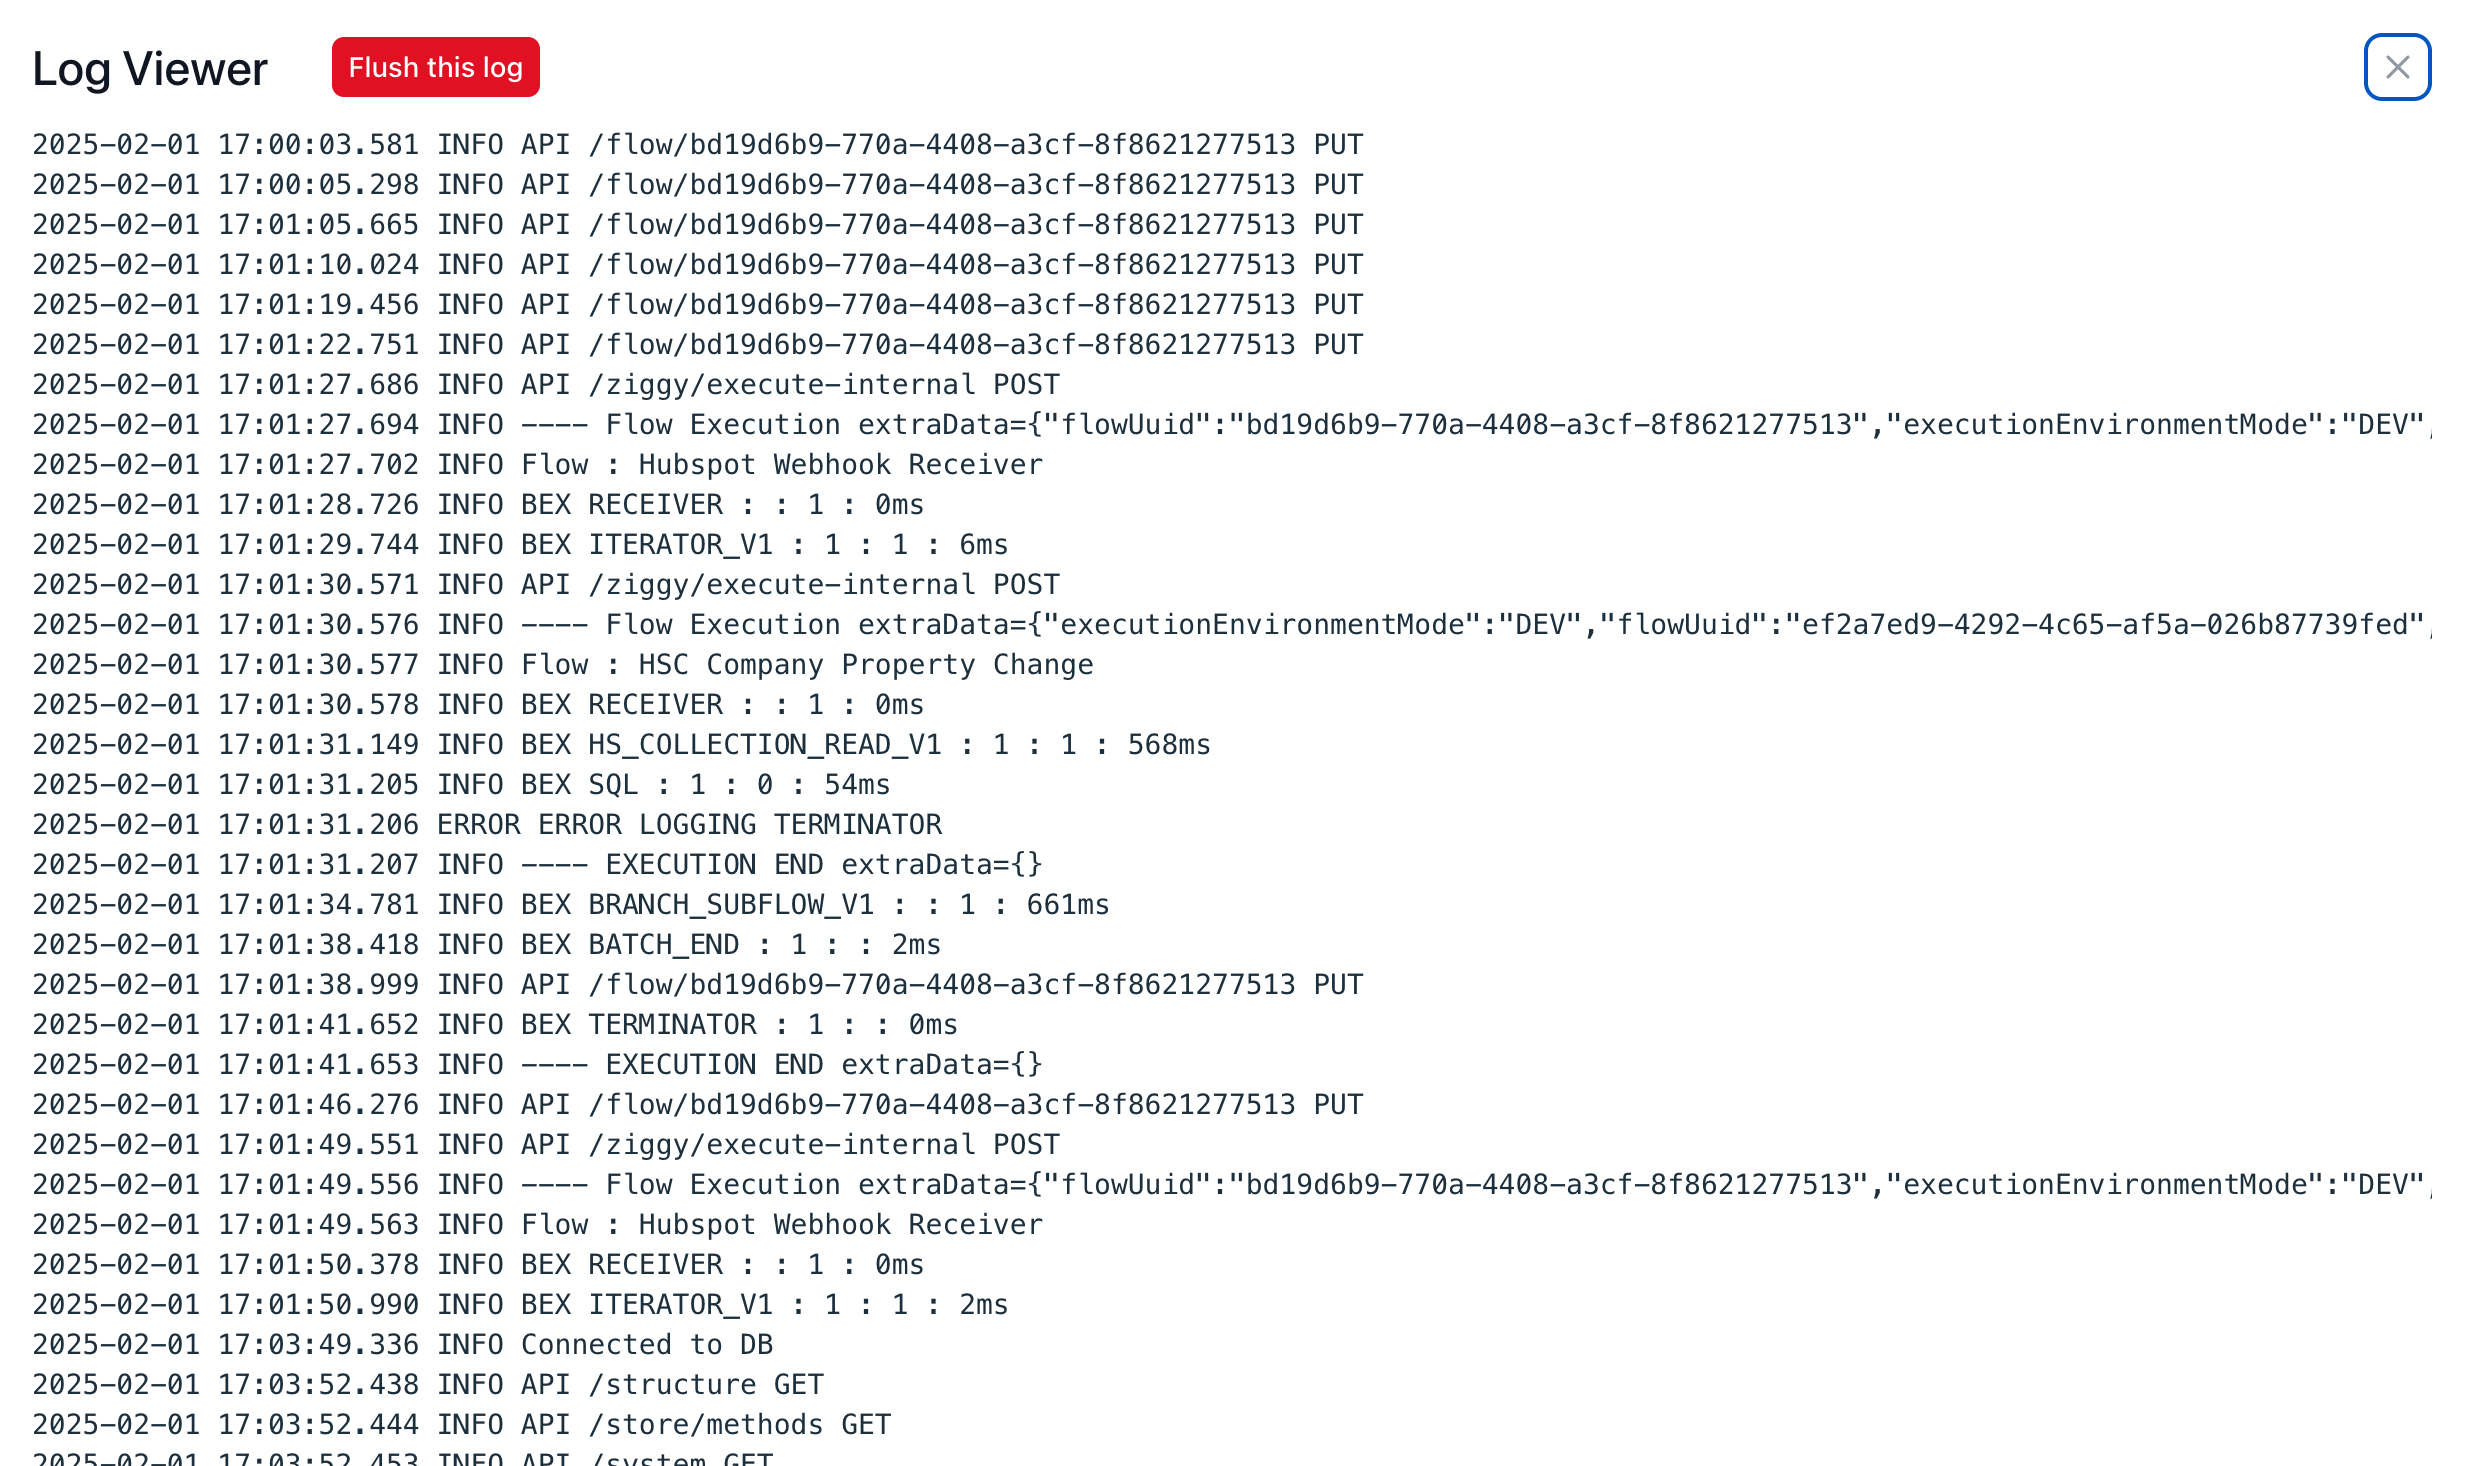 Log Viewer
Flush this log
2025-02-01 17:00:03.581 INFO API /flow/bd19d6b9-770a-4408-a3cf-8f8621277513 PUT
2025-02-01 17:00:05.298 INFO API /flow/bd19d6b9-770a-4408-a3cf-8f8621277513 PUT
2025-02-01 17:01:05.665 INFO API /flow/bd19d6b9-770a-4408-a3cf-8f8621277513 PUT
2025-02-01 17:01:10.024 INFO API /flow/bd19d6b9-770a-4408-a3cf-8f8621277513 PUT
2025-02-01 17:01:19.456 INFO API /flow/bd19d6b9-770a-4408-a3cf-8f8621277513 PUT
2025-02-01 17:01:22.751 INFO API /flow/bd19d6b9-770a-4408-a3cf-8f8621277513 PUT
2025-02-01 17:01:27.686 INFO API /ziggy/execute-internal POST
2025-02-01 17:01:27.694 INFO ---- Flow Execution extraData={"flowUuid":"bd19d6b9-770a-4408-a3cf-8f8621277513","executionEnvironmentMode":"DEV",
2025-02-01 17:01:27.702 INFO Flow : Hubspot Webhook Receiver
2025-02-01 17:01:28.726 INFO BEX RECEIVER : : 1 : 0ms
2025-02-01 17:01:29.744 INFO BEX ITERATOR_V1 : 1 : 1 : 6ms
2025-02-01 17:01:30.571 INFO API /ziggy/execute-internal POST
2025-02-01 17:01:30.576 INFO ---- Flow Execution extraData={"executionEnvironmentMode":"DEV","flowUuid":"ef2a7ed9-4292-4c65-af5a-026b87739fed",
2025-02-01 17:01:30.577 INFO Flow : HSC Company Property Change
2025-02-01 17:01:30.578 INFO BEX RECEIVER : : 1 : 0ms
2025-02-01 17:01:31.149 INFO BEX HS_COLLECTION_READ_V1 : 1 : 1 : 568ms
2025-02-01 17:01:31.205 INFO BEX SQL : 1 : 0 : 54ms
2025-02-01 17:01:31.206 ERROR ERROR LOGGING TERMINATOR
2025-02-01 17:01:31.207 INFO ---- EXECUTION END extraData={}
2025-02-01 17:01:34.781 INFO BEX BRANCH_SUBFLOW_V1 : : 1 : 661ms
2025-02-01 17:01:38.418 INFO BEX BATCH_END : 1 : : 2ms
2025-02-01 17:01:38.999 INFO API /flow/bd19d6b9-770a-4408-a3cf-8f8621277513 PUT
2025-02-01 17:01:41.652 INFO BEX TERMINATOR : 1 : : 0ms
2025-02-01 17:01:41.653 INFO ---- EXECUTION END extraData={}
2025-02-01 17:01:46.276 INFO API /flow/bd19d6b9-770a-4408-a3cf-8f8621277513 PUT
2025-02-01 17:01:49.551 INFO API /ziggy/execute-internal POST
2025-02-01 17:01:49.556 INFO ---- Flow Execution extraData={"flowUuid":"bd19d6b9-770a-4408-a3cf-8f8621277513","executionEnvironmentMode":"DEV",
2025-02-01 17:01:49.563 INFO Flow : Hubspot Webhook Receiver
2025-02-01 17:01:50.378 INFO BEX RECEIVER : : 1 : 0ms
2025-02-01 17:01:50.990 INFO BEX ITERATOR_V1 : 1 : 1 : 2ms
2025-02-01 17:03:49.336 INFO Connected to DB
2025-02-01 17:03:52.438 INFO API /structure GET
2025-02-01 17:03:52.444 INFO API /store/methods GET
2025-02-01 17:03:52.453 INFO API /system GET